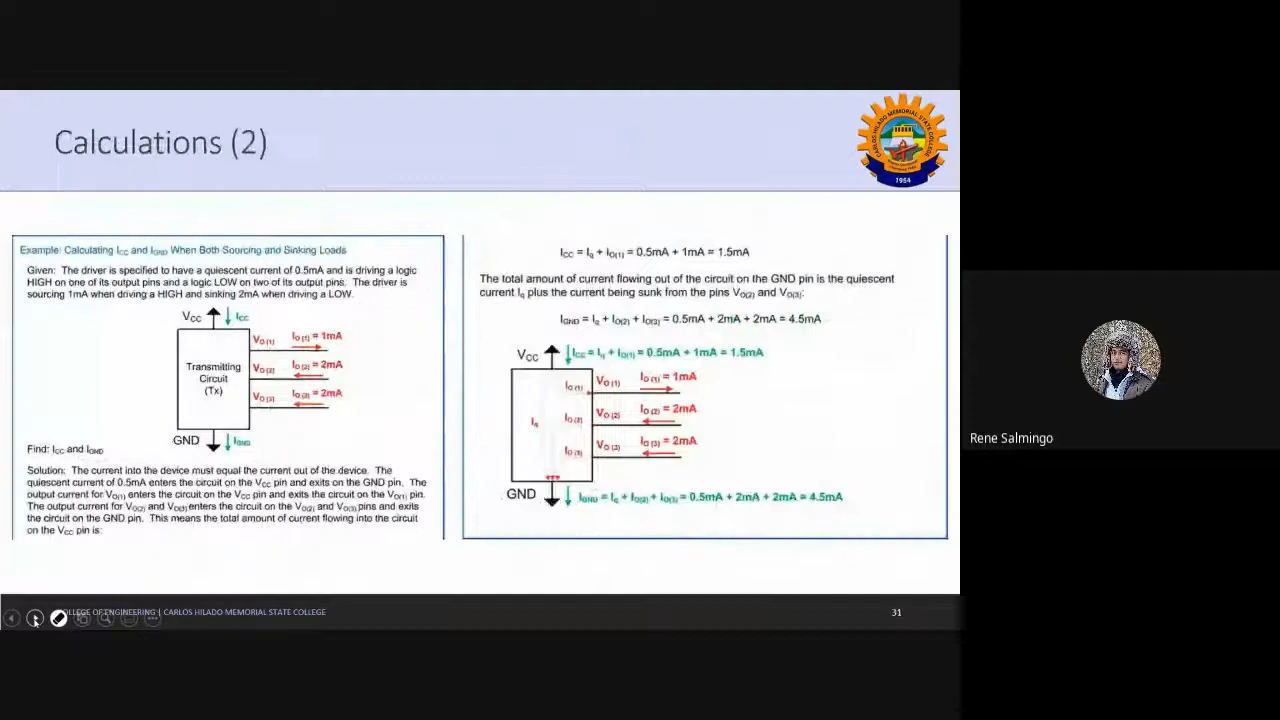 Calculations (2)
CARLOS HILADO MEMORIAL STATE COLLEGE
1954
Example: Calculating ICC and IGND When Both Sourcing and Sinking Loads
Given: The driver is specified to have a quiescent current of 0.5mA and is driving a logic
HIGH on one of its output pins and a logic LOW on two of its output pins. The driver is
sourcing 1mA when driving a HIGH and sinking 2mA when driving a LOW.
VCC ICC
VO (1) IO (1) = 1mA
VO (2) IO (2) = 2mA
VO (3) IO (3) = 2mA
Transmitting
Circuit
(Tx)
GND IGND
Find: ICC and IGND
Solution: The current into the device must equal the current out of the device. The
quiescent current of 0.5mA enters the circuit on the VCC pin and exits on the GND pin. The
output current for VO(1) enters the circuit on the VCC pin and exits the circuit on the VO(1) pin.
The output current for VO(2) and VO(3) enters the circuit on the VO(2) and VO(3) pins and exits
the circuit on the GND pin. This means the total amount of current flowing into the circuit
on the VCC pin is:
ICC = Iq + IO(1) = 0.5mA + 1mA = 1.5mA
The total amount of current flowing out of the circuit on the GND pin is the quiescent
current Iq plus the current being sunk from the pins VO(2) and VO(3):
IGND = Iq + IO(2) + IO(3) = 0.5mA + 2mA + 2mA = 4.5mA
VCC ICC = Iq + IO(1) = 0.5mA + 1mA = 1.5mA
IO (1) VO (1) IO (1) = 1mA
Iq IO (2) VO (2) IO (2) = 2mA
IO (3) VO (3) IO (3) = 2mA
GND IGND = Iq + IO(2) + IO(3) = 0.5mA + 2mA + 2mA = 4.5mA
OLLEGE OF ENGINEERING | CARLOS HILADO MEMORIAL STATE COLLEGE
31
Rene Salmingo